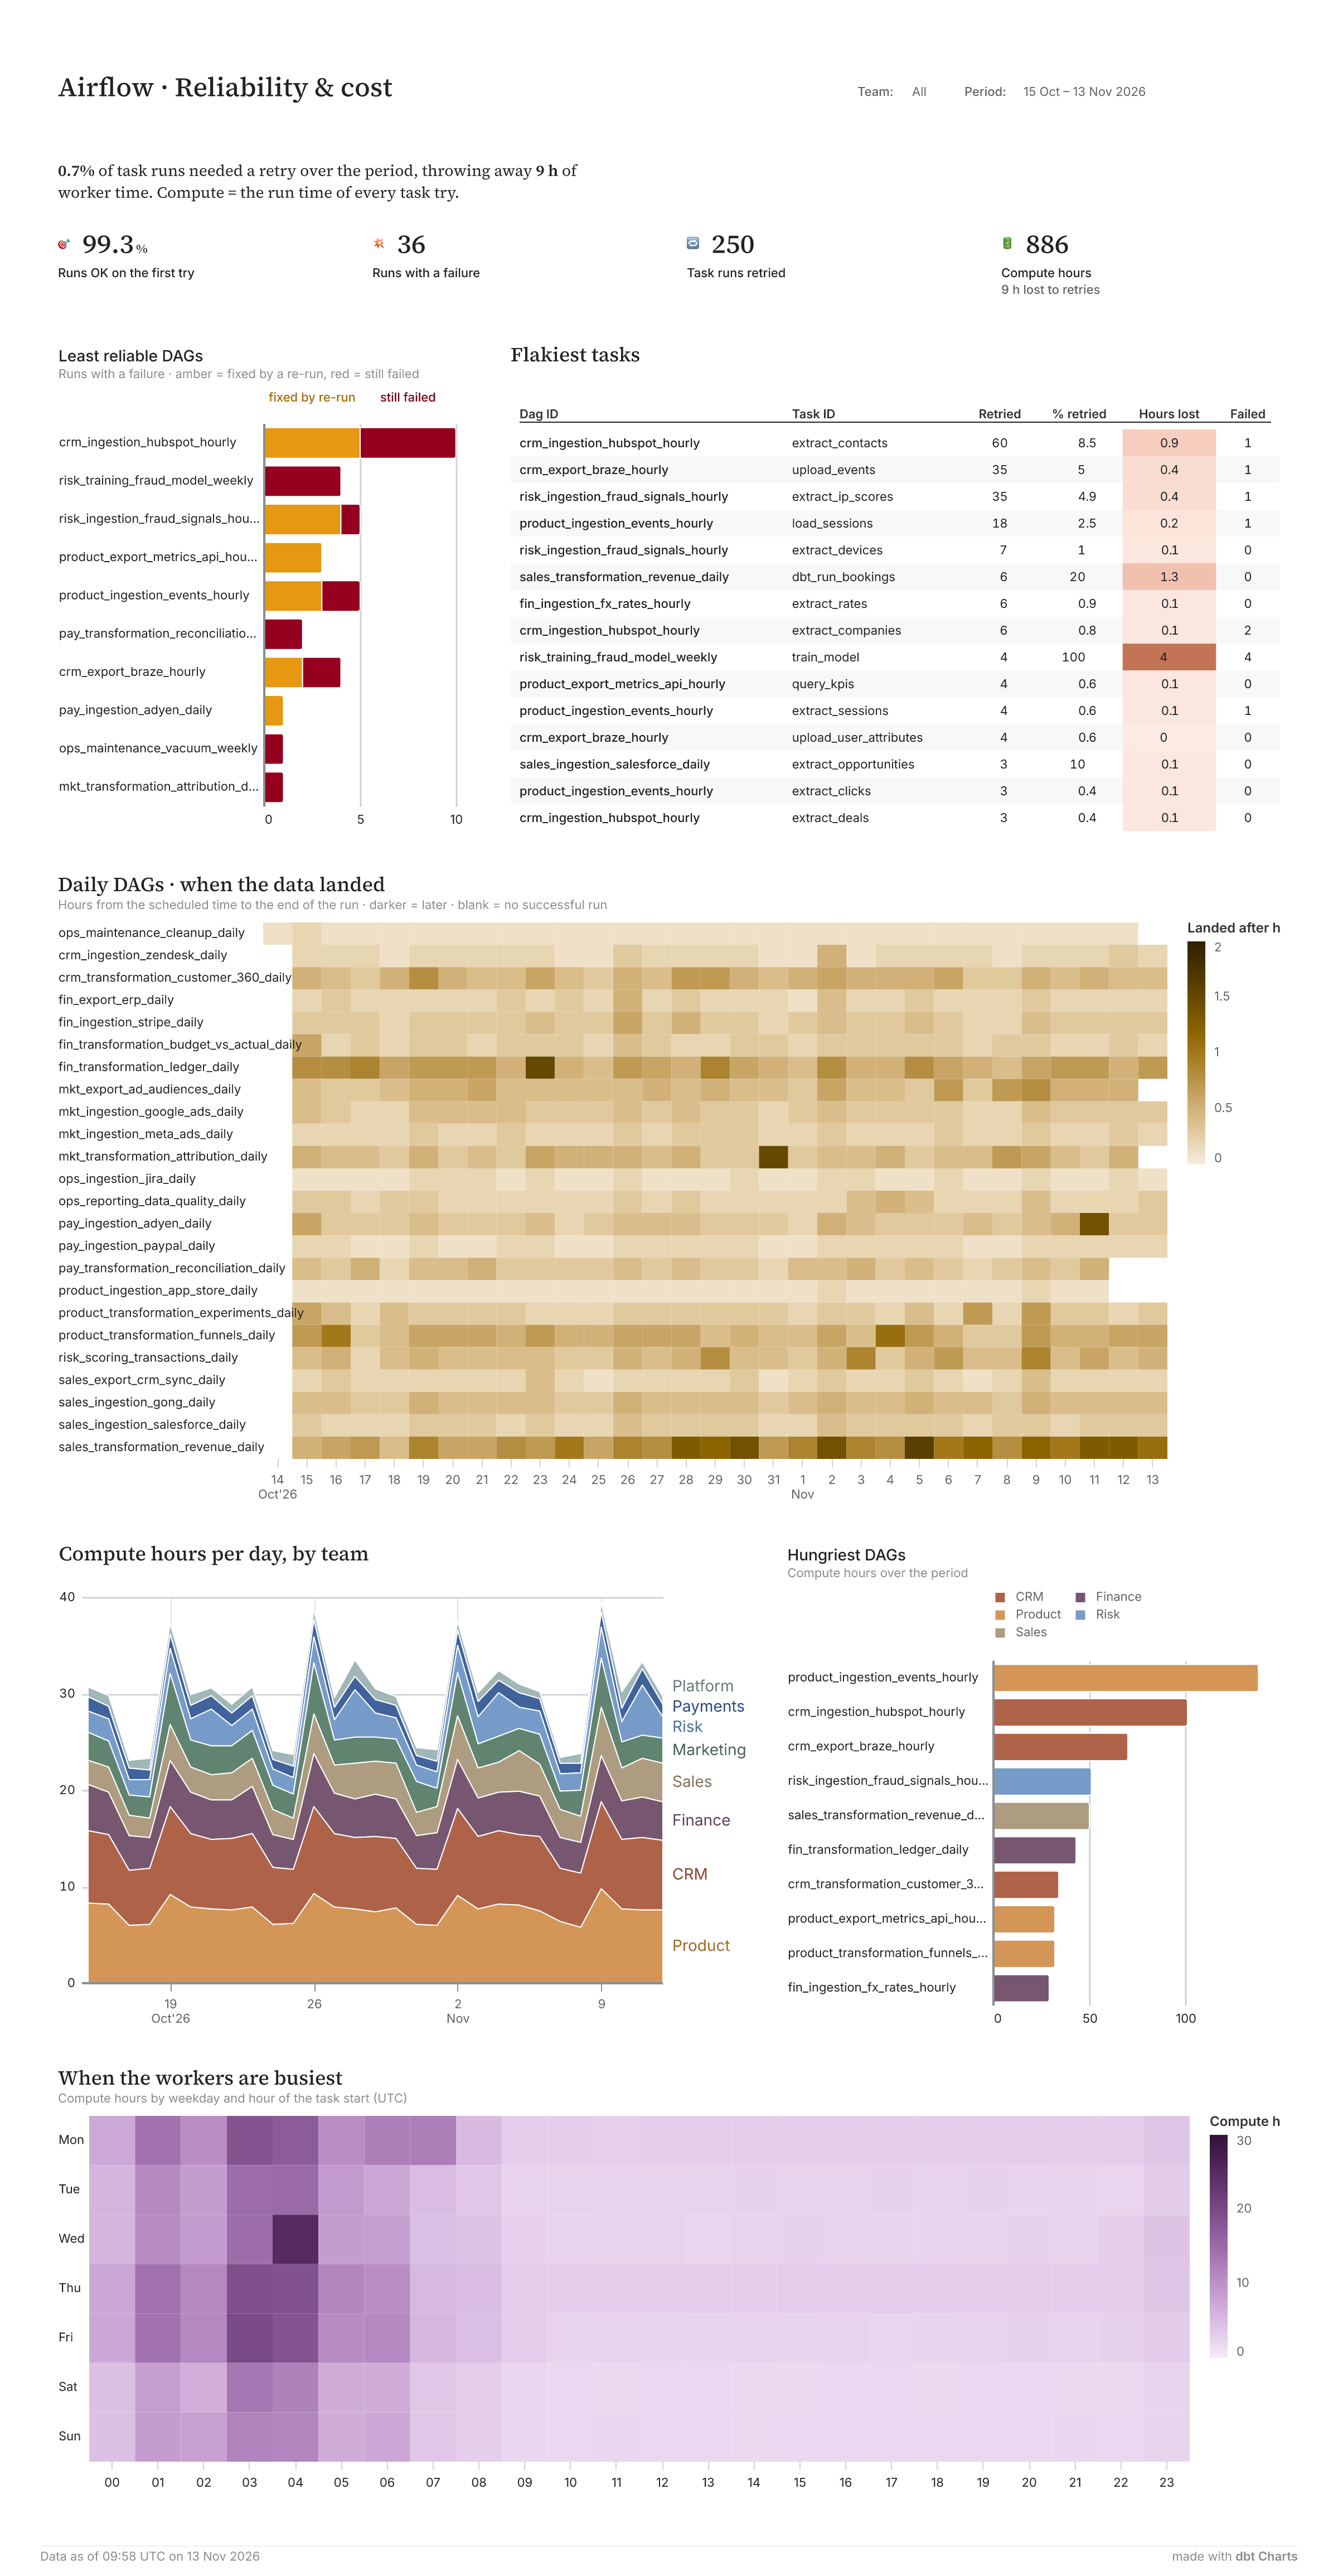 Airflow · Reliability & cost
Team: All Period: 15 Oct – 13 Nov 2026
0.7% of task runs needed a retry over the period, throwing away 9 h of
worker time. Compute = the run time of every task try.
99.3%
Runs OK on the first try
36
Runs with a failure
250
Task runs retried
886
Compute hours
9 h lost to retries
Least reliable DAGs
Runs with a failure · amber = fixed by a re-run, red = still failed
fixed by re-run still failed
crm_ingestion_hubspot_hourly
risk_training_fraud_model_weekly
risk_ingestion_fraud_signals_hou...
product_export_metrics_api_hou...
product_ingestion_events_hourly
pay_transformation_reconciliatio...
crm_export_braze_hourly
pay_ingestion_adyen_daily
ops_maintenance_vacuum_weekly
mkt_transformation_attribution_d...
0 5 10
Flakiest tasks
Dag ID Task ID Retried % retried Hours lost Failed
crm_ingestion_hubspot_hourly extract_contacts 60 8.5 0.9 1
crm_export_braze_hourly upload_events 35 5 0.4 1
risk_ingestion_fraud_signals_hourly extract_ip_scores 35 4.9 0.4 1
product_ingestion_events_hourly load_sessions 18 2.5 0.2 1
risk_ingestion_fraud_signals_hourly extract_devices 7 1 0.1 0
sales_transformation_revenue_daily dbt_run_bookings 6 20 1.3 0
fin_ingestion_fx_rates_hourly extract_rates 6 0.9 0.1 0
crm_ingestion_hubspot_hourly extract_companies 6 0.8 0.1 2
risk_training_fraud_model_weekly train_model 4 100 4 4
product_export_metrics_api_hourly query_kpis 4 0.6 0.1 0
product_ingestion_events_hourly extract_sessions 4 0.6 0.1 1
crm_export_braze_hourly upload_user_attributes 4 0.6 0 0
sales_ingestion_salesforce_daily extract_opportunities 3 10 0.1 0
product_ingestion_events_hourly extract_clicks 3 0.4 0.1 0
crm_ingestion_hubspot_hourly extract_deals 3 0.4 0.1 0
Daily DAGs · when the data landed
Hours from the scheduled time to the end of the run · darker = later · blank = no successful run
ops_maintenance_cleanup_daily
crm_ingestion_zendesk_daily
crm_transformation_customer_360_daily
fin_export_erp_daily
fin_ingestion_stripe_daily
fin_transformation_budget_vs_actual_daily
fin_transformation_ledger_daily
mkt_export_ad_audiences_daily
mkt_ingestion_google_ads_daily
mkt_ingestion_meta_ads_daily
mkt_transformation_attribution_daily
ops_ingestion_jira_daily
ops_reporting_data_quality_daily
pay_ingestion_adyen_daily
pay_ingestion_paypal_daily
pay_transformation_reconciliation_daily
product_ingestion_app_store_daily
product_transformation_experiments_daily
product_transformation_funnels_daily
risk_scoring_transactions_daily
sales_export_crm_sync_daily
sales_ingestion_gong_daily
sales_ingestion_salesforce_daily
sales_transformation_revenue_daily
14 15 16 17 18 19 20 21 22 23 24 25 26 27 28 29 30 31 1 2 3 4 5 6 7 8 9 10 11 12 13
Oct'26 Nov
Landed after h
2
1.5
1
0.5
0
Compute hours per day, by team
40
30
20
10
0
19 26 2 9
Oct'26 Nov
Platform
Payments
Risk
Marketing
Sales
Finance
CRM
Product
Hungriest DAGs
Compute hours over the period
CRM Finance
Product Risk
Sales
product_ingestion_events_hourly
crm_ingestion_hubspot_hourly
crm_export_braze_hourly
risk_ingestion_fraud_signals_hou...
sales_transformation_revenue_d...
fin_transformation_ledger_daily
crm_transformation_customer_3...
product_export_metrics_api_hou...
product_transformation_funnels_...
fin_ingestion_fx_rates_hourly
0 50 100
When the workers are busiest
Compute hours by weekday and hour of the task start (UTC)
Mon
Tue
Wed
Thu
Fri
Sat
Sun
00 01 02 03 04 05 06 07 08 09 10 11 12 13 14 15 16 17 18 19 20 21 22 23
Compute h
30
20
10
0
Data as of 09:58 UTC on 13 Nov 2026
made with dbt Charts